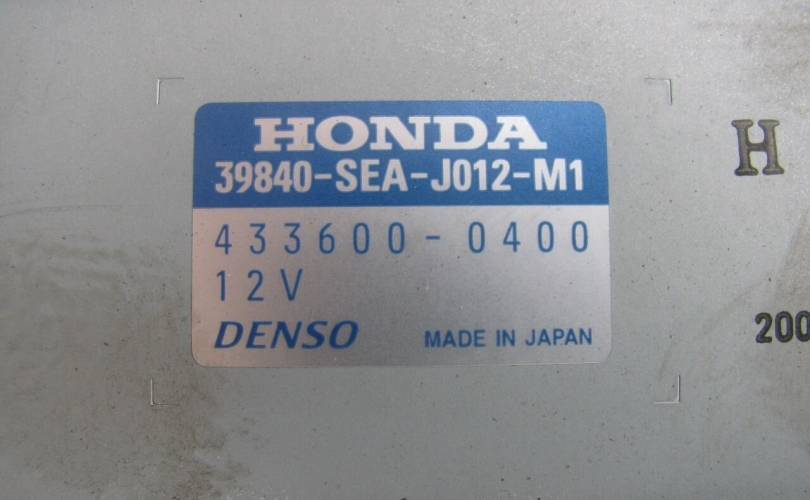 HONDA
39840-SEA-J012-M1
433600-0400
12V
DENSO
MADE IN JAPAN
H
200